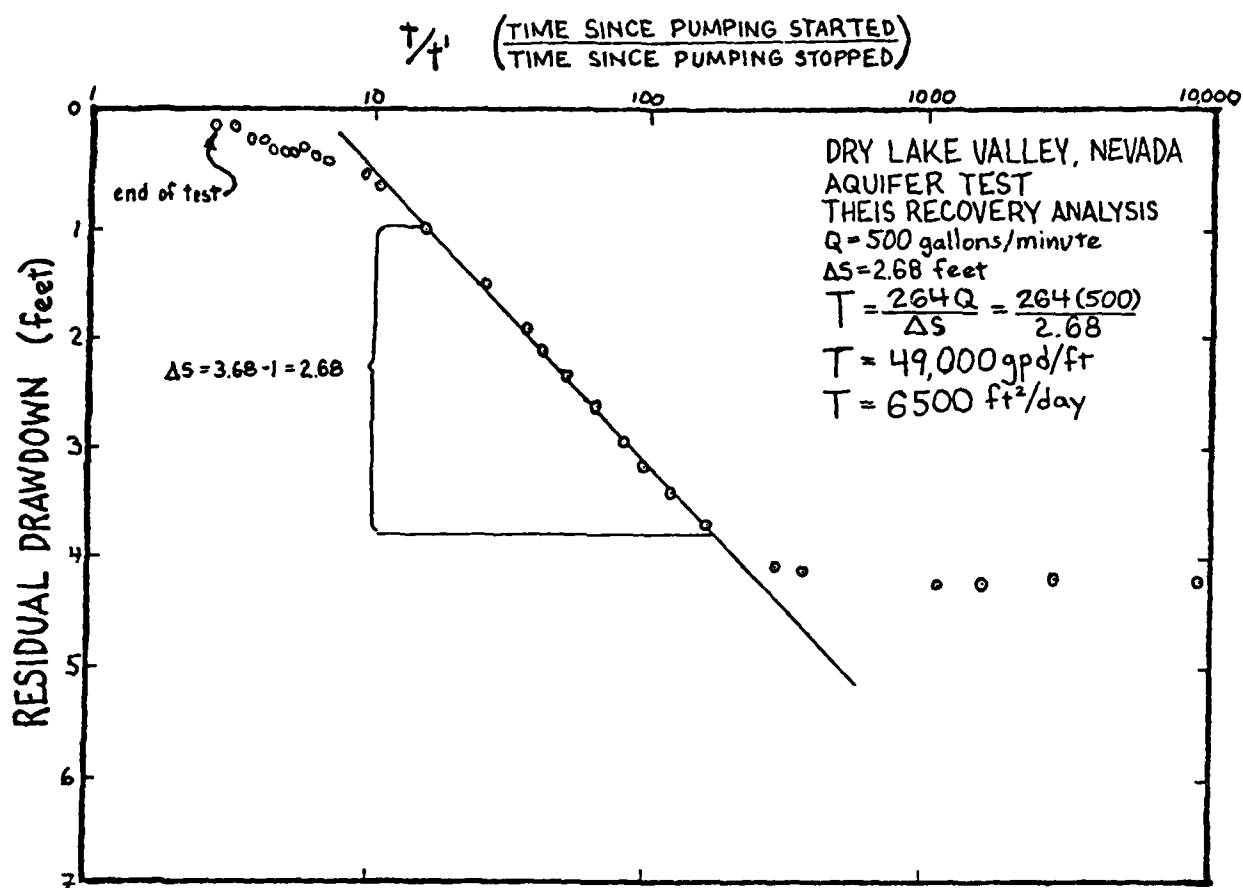 t/t' (TIME SINCE PUMPING STARTED / TIME SINCE PUMPING STOPPED)
1 10 100 1000 10,000
0
1
2
3
4
5
6
7
RESIDUAL DRAWDOWN (feet)
end of test
ΔS = 3.68 - 1 = 2.68
DRY LAKE VALLEY, NEVADA
AQUIFER TEST
THEIS RECOVERY ANALYSIS
Q = 500 gallons/minute
ΔS = 2.68 feet
T = 264Q / ΔS = 264(500) / 2.68
T = 49,000 gpd/ft
T = 6500 ft²/day